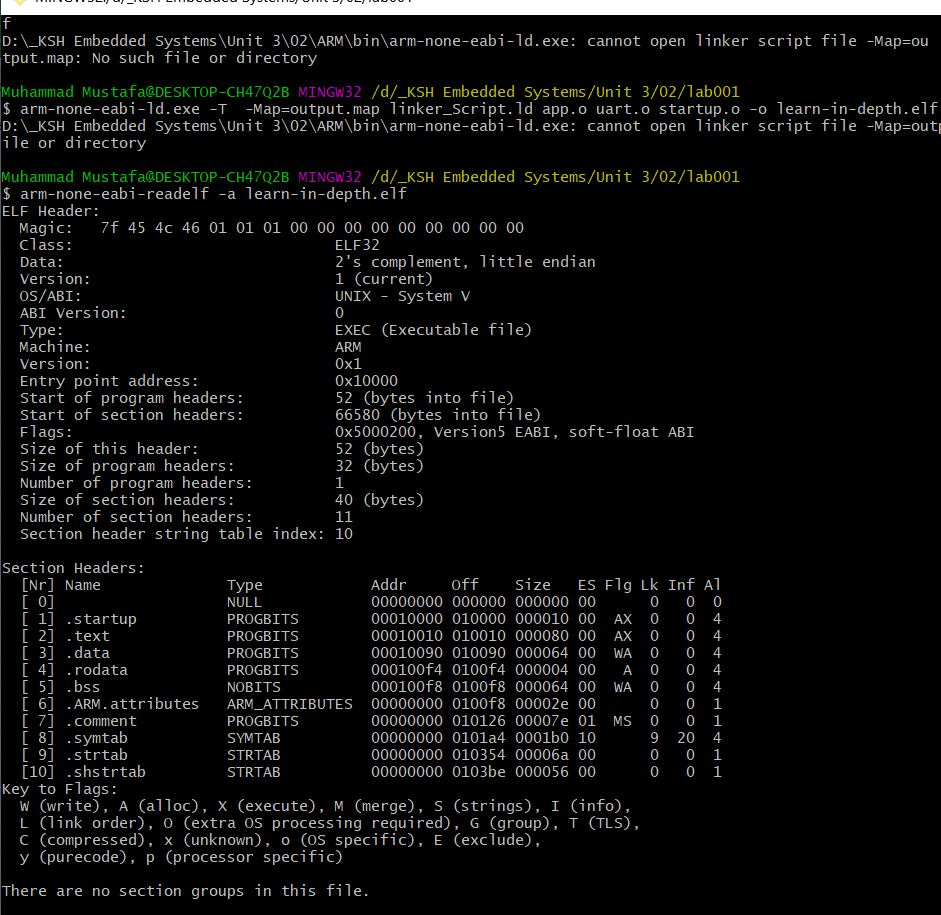 f
D:\_KSH Embedded Systems\Unit 3\02\ARM\bin\arm-none-eabi-ld.exe: cannot open linker script file -Map=ou
tput.map: No such file or directory
Muhammad Mustafa@DESKTOP-CH47Q2B MINGW32 /d/_KSH Embedded Systems/Unit 3/02/lab001
$ arm-none-eabi-ld.exe -T  -Map=output.map linker_Script.ld app.o uart.o startup.o -o learn-in-depth.elf
D:\_KSH Embedded Systems\Unit 3\02\ARM\bin\arm-none-eabi-ld.exe: cannot open linker script file -Map=outp
ile or directory
Muhammad Mustafa@DESKTOP-CH47Q2B MINGW32 /d/_KSH Embedded Systems/Unit 3/02/lab001
$ arm-none-eabi-readelf -a learn-in-depth.elf
ELF Header:
  Magic:   7f 45 4c 46 01 01 01 00 00 00 00 00 00 00 00 00
  Class:                             ELF32
  Data:                              2's complement, little endian
  Version:                           1 (current)
  OS/ABI:                            UNIX - System V
  ABI Version:                       0
  Type:                              EXEC (Executable file)
  Machine:                           ARM
  Version:                           0x1
  Entry point address:               0x10000
  Start of program headers:          52 (bytes into file)
  Start of section headers:          66580 (bytes into file)
  Flags:                             0x5000200, Version5 EABI, soft-float ABI
  Size of this header:               52 (bytes)
  Size of program headers:           32 (bytes)
  Number of program headers:         1
  Size of section headers:           40 (bytes)
  Number of section headers:         11
  Section header string table index: 10
Section Headers:
  [Nr] Name              Type            Addr     Off    Size   ES Flg Lk Inf Al
  [ 0]                   NULL            00000000 000000 000000 00      0   0  0
  [ 1] .startup          PROGBITS        00010000 010000 000010 00  AX  0   0  4
  [ 2] .text             PROGBITS        00010010 010010 000080 00  AX  0   0  4
  [ 3] .data             PROGBITS        00010090 010090 000064 00  WA  0   0  4
  [ 4] .rodata           PROGBITS        000100f4 0100f4 000004 00   A  0   0  4
  [ 5] .bss              NOBITS          000100f8 0100f8 000064 00  WA  0   0  4
  [ 6] .ARM.attributes   ARM_ATTRIBUTES  00000000 0100f8 00002e 00      0   0  1
  [ 7] .comment          PROGBITS        00000000 010126 00007e 01  MS  0   0  1
  [ 8] .symtab           SYMTAB          00000000 0101a4 0001b0 10      9  20  4
  [ 9] .strtab           STRTAB          00000000 010354 00006a 00      0   0  1
  [10] .shstrtab         STRTAB          00000000 0103be 000056 00      0   0  1
Key to Flags:
  W (write), A (alloc), X (execute), M (merge), S (strings), I (info),
  L (link order), O (extra OS processing required), G (group), T (TLS),
  C (compressed), x (unknown), o (OS specific), E (exclude),
  y (purecode), p (processor specific)
There are no section groups in this file.